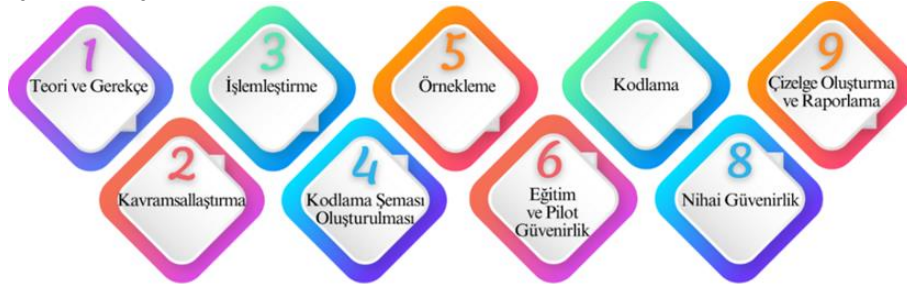 1
Teori ve Gerekçe
2
Kavramsallaştırma
3
İşlemleştirme
4
Kodlama Şeması
Oluşturulması
5
Örnekleme
6
Eğitim
ve Pilot
Güvenirlik
7
Kodlama
8
Nihai Güvenirlik
9
Çizelge Oluşturma
ve Raporlama